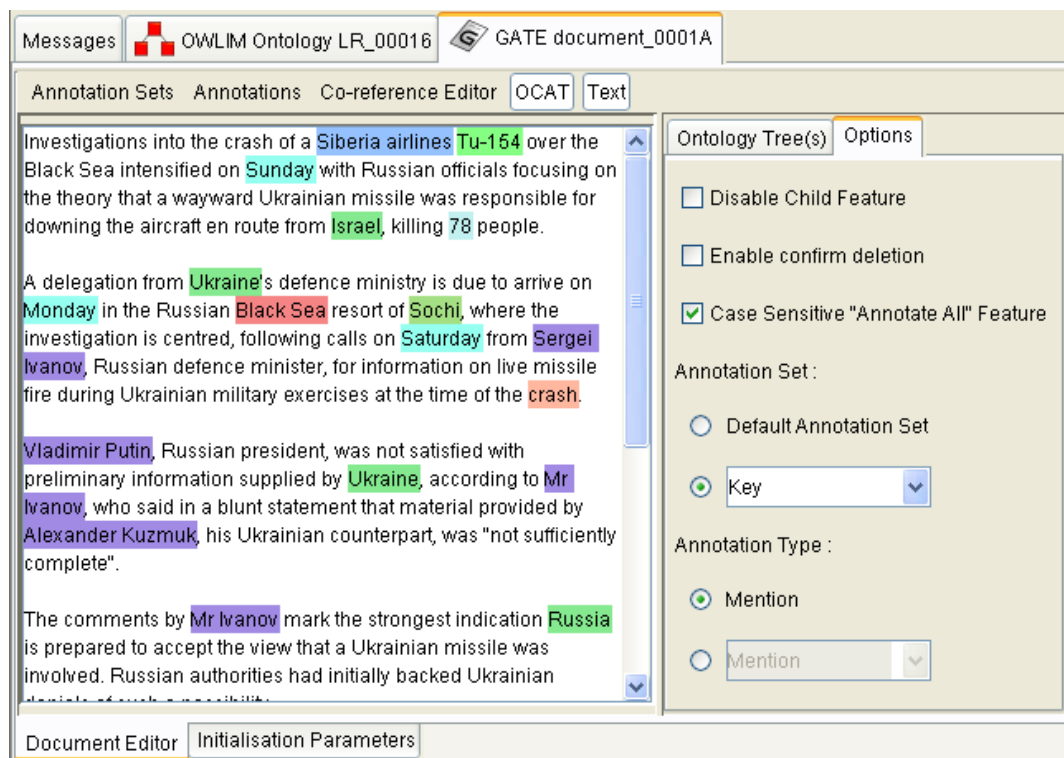 Messages OWLIM Ontology LR_00016 GATE document_0001A
Annotation Sets Annotations Co-reference Editor OCAT Text
Investigations into the crash of a Siberia airlines Tu-154 over the
Black Sea intensified on Sunday with Russian officials focusing on
the theory that a wayward Ukrainian missile was responsible for
downing the aircraft en route from Israel, killing 78 people.
A delegation from Ukraine's defence ministry is due to arrive on
Monday in the Russian Black Sea resort of Sochi, where the
investigation is centred, following calls on Saturday from Sergei
Ivanov, Russian defence minister, for information on live missile
fire during Ukrainian military exercises at the time of the crash.
Vladimir Putin, Russian president, was not satisfied with
preliminary information supplied by Ukraine, according to Mr
Ivanov, who said in a blunt statement that material provided by
Alexander Kuzmuk, his Ukrainian counterpart, was "not sufficiently
complete".
The comments by Mr Ivanov mark the strongest indication Russia
is prepared to accept the view that a Ukrainian missile was
involved. Russian authorities had initially backed Ukrainian
denials of such a possibility.
Ontology Tree(s) Options
Disable Child Feature
Enable confirm deletion
Case Sensitive "Annotate All" Feature
Annotation Set :
Default Annotation Set
Key
Annotation Type :
Mention
Mention
Document Editor Initialisation Parameters